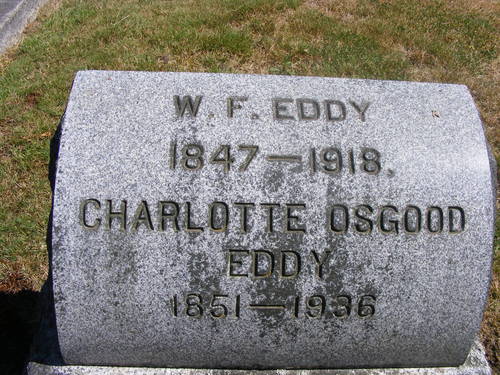 W. F. EDDY
1847—1918.
CHARLOTTE OSGOOD
EDDY
1851—1936